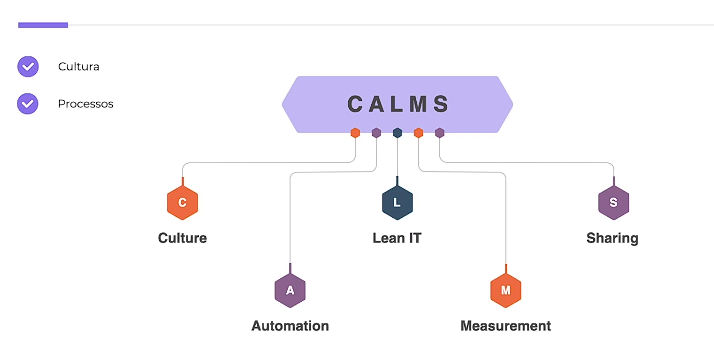 Cultura
Processos
CALMS
C
Culture
A
Automation
L
Lean IT
M
Measurement
S
Sharing